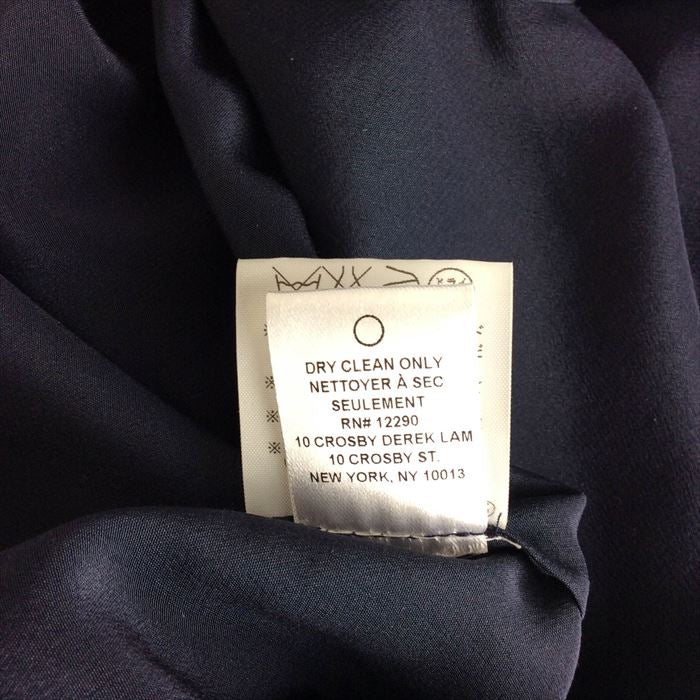 DRY CLEAN ONLY
NETTOYER À SEC
SEULEMENT
RN# 12290
10 CROSBY DEREK LAM
10 CROSBY ST.
NEW YORK, NY 10013